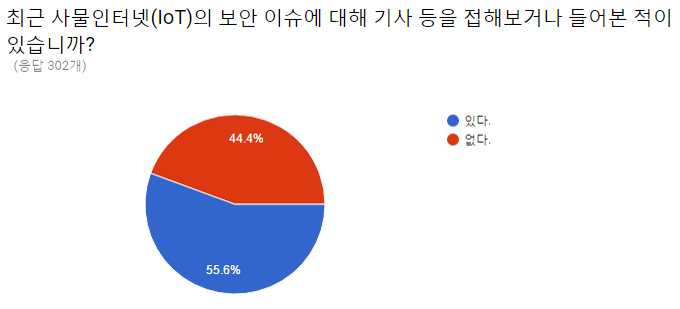 최근 사물인터넷(IoT)의 보안 이슈에 대해 기사 등을 접해보거나 들어본 적이
있습니까?
(응답 302개)
있다.
없다.
44.4%
55.6%